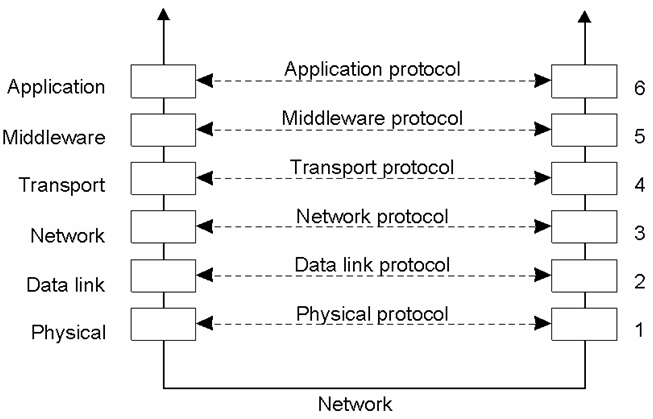 Application protocol
Application 6
Middleware protocol
Middleware 5
Transport protocol
Transport 4
Network protocol
Network 3
Data link protocol
Data link 2
Physical protocol
Physical 1
Network